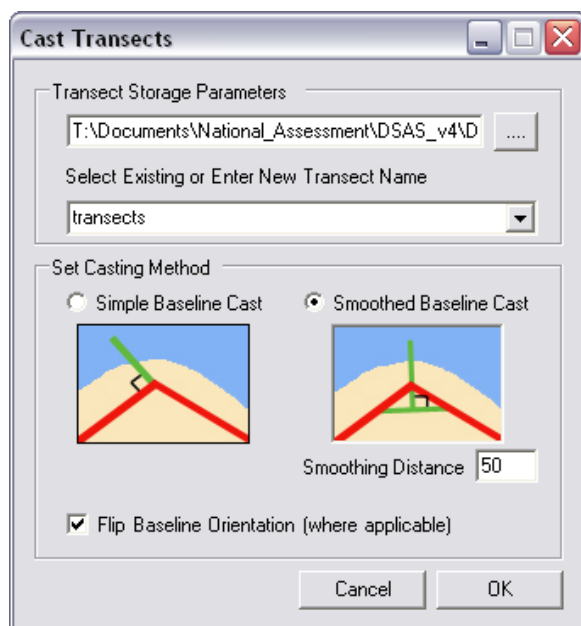 Cast Transects
Transect Storage Parameters
T:\Documents\National_Assessment\DSAS_v4\D
....
Select Existing or Enter New Transect Name
transects
Set Casting Method
Simple Baseline Cast
Smoothed Baseline Cast
Smoothing Distance 50
Flip Baseline Orientation (where applicable)
Cancel
OK